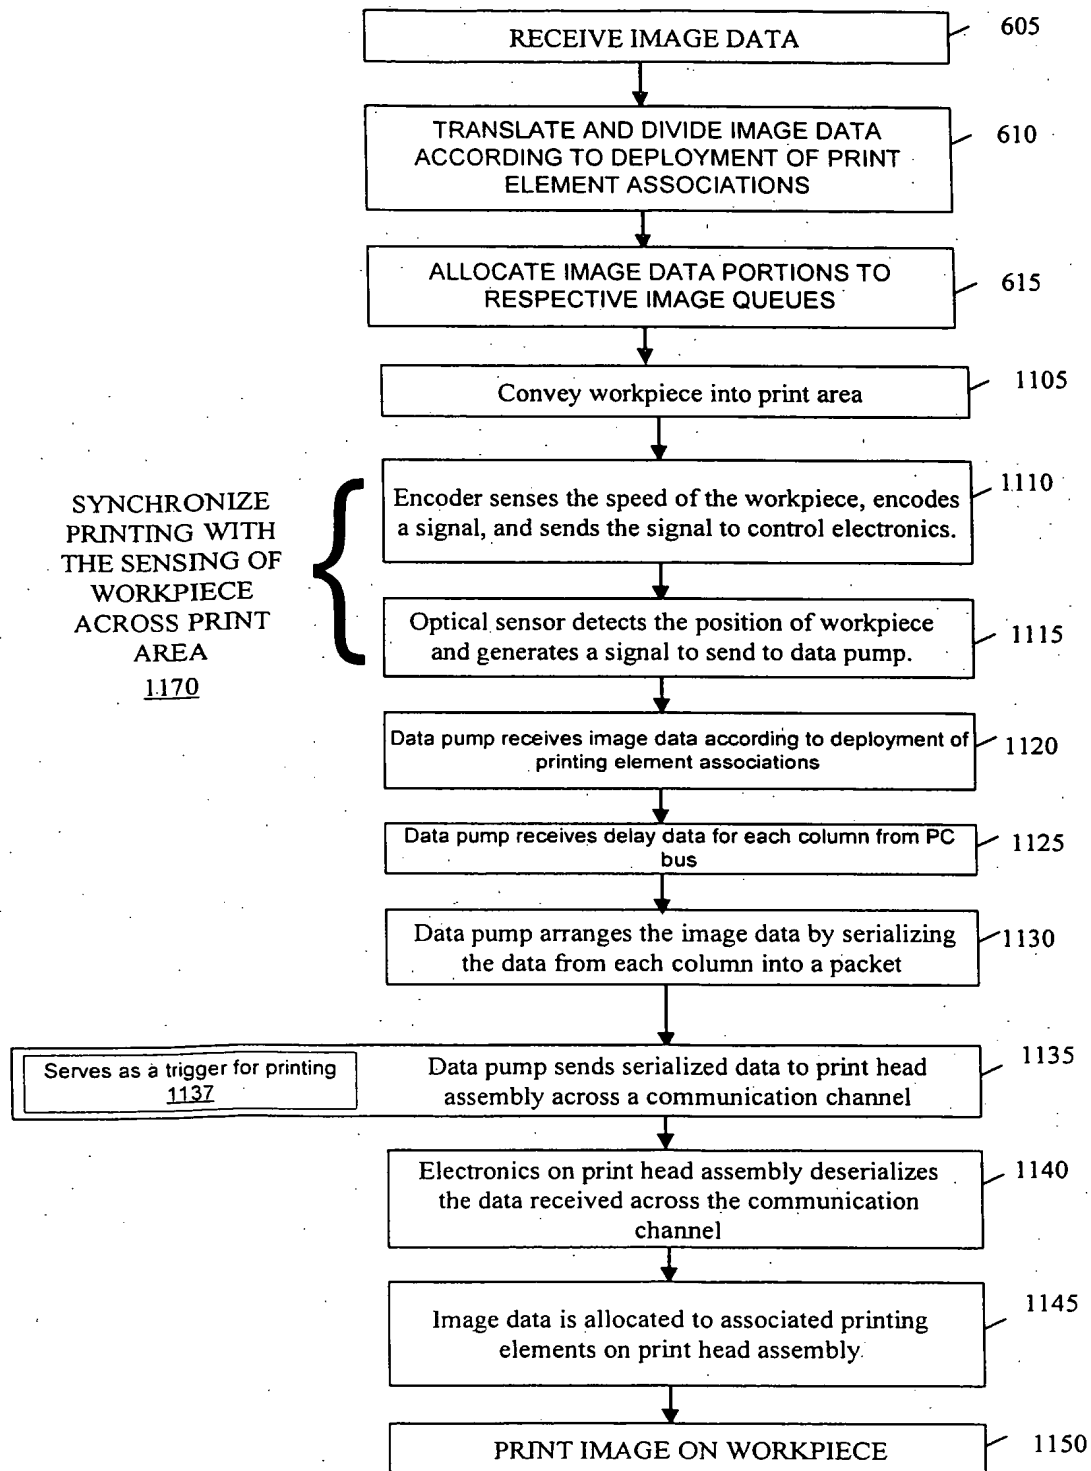 RECEIVE IMAGE DATA
605
TRANSLATE AND DIVIDE IMAGE DATA
ACCORDING TO DEPLOYMENT OF PRINT
ELEMENT ASSOCIATIONS
610
ALLOCATE IMAGE DATA PORTIONS TO
RESPECTIVE IMAGE QUEUES
615
Convey workpiece into print area
1105
SYNCHRONIZE
PRINTING WITH
THE SENSING OF
WORKPIECE
ACROSS PRINT
AREA
1170
Encoder senses the speed of the workpiece, encodes
a signal, and sends the signal to control electronics.
1110
Optical sensor detects the position of workpiece
and generates a signal to send to data pump.
1115
Data pump receives image data according to deployment of
printing element associations
1120
Data pump receives delay data for each column from PC
bus
1125
Data pump arranges the image data by serializing
the data from each column into a packet
1130
Serves as a trigger for printing
1137
Data pump sends serialized data to print head
assembly across a communication channel
1135
Electronics on print head assembly deserializes
the data received across the communication
channel
1140
Image data is allocated to associated printing
elements on print head assembly.
1145
PRINT IMAGE ON WORKPIECE
1150